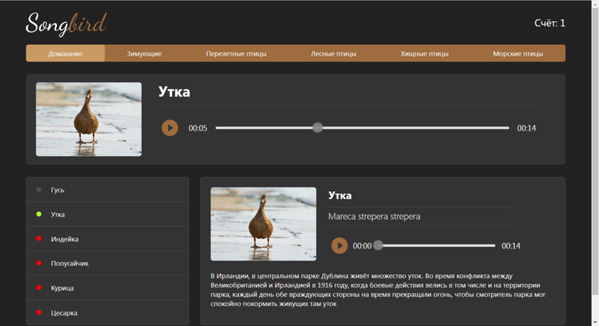 Songbird
Счёт: 1
Домашние Зимующие Перелетные птицы Лесные птицы Хищные птицы Морские птицы
Утка
00:05 00:14
Гусь
Утка
Индейка
Попугайчик
Курица
Цесарка
Утка
Mareca strepera strepera
00:00 00:14
В Ирландии, в центральном парке Дублина живёт множество уток. Во время конфликта между
Великобританией и Ирландией в 1916 году, когда боевые действия велись в том числе и на территории
парка, каждый день обе враждующих стороны на время прекращали огонь, чтобы смотритель парка мог
спокойно покормить живущих там уток